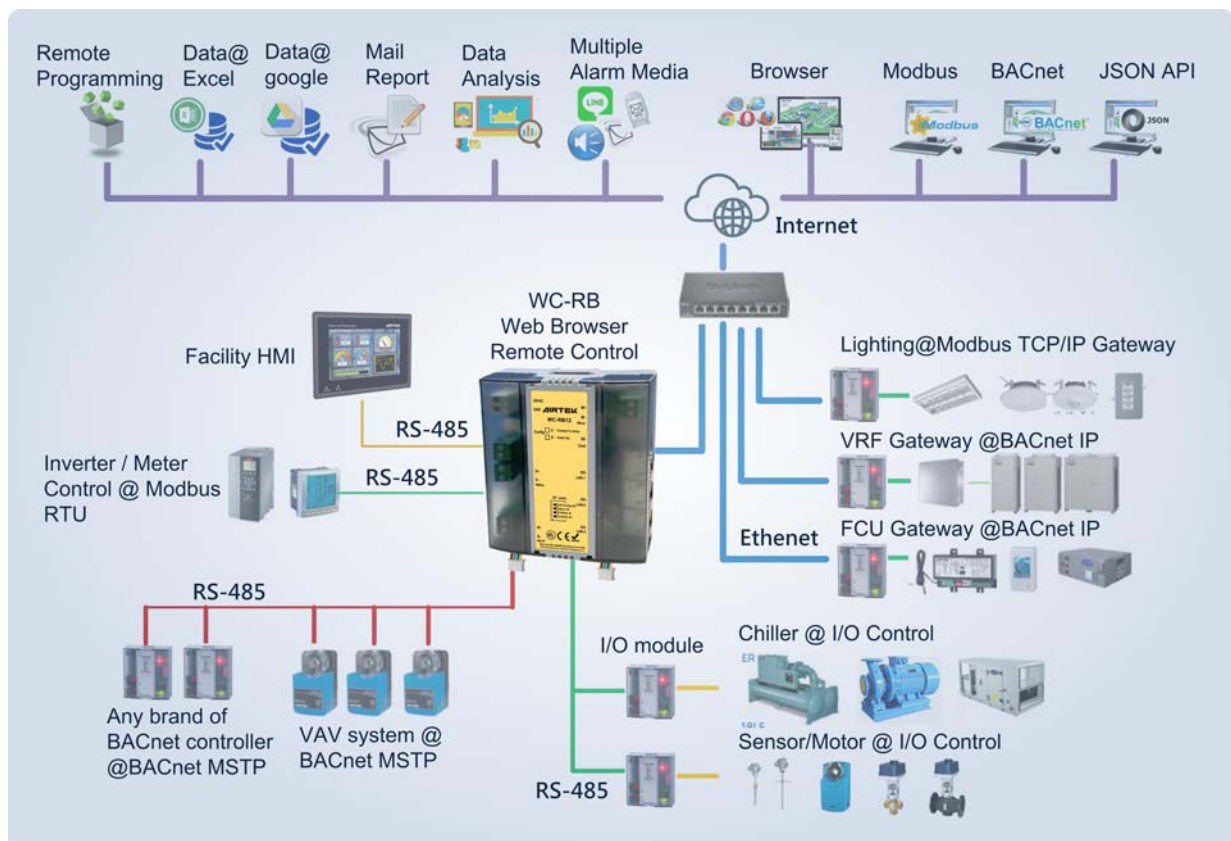 Remote
Programming
Data@
Excel
Data@
google
Mail
Report
Data
Analysis
Multiple
Alarm Media
Browser
Modbus
BACnet
JSON API
LINE
Modbus
BACnet
JSON
Internet
WC-RB
Web Browser
Remote Control
Facility HMI
RS-485
AIRTEK
WC-RB12
Inverter / Meter
Control @ Modbus
RTU
RS-485
Lighting@Modbus TCP/IP Gateway
VRF Gateway @BACnet IP
Ethenet
FCU Gateway @BACnet IP
RS-485
Any brand of
BACnet controller
@BACnet MSTP
VAV system @
BACnet MSTP
I/O module
Chiller @ I/O Control
ER
Sensor/Motor @ I/O Control
RS-485